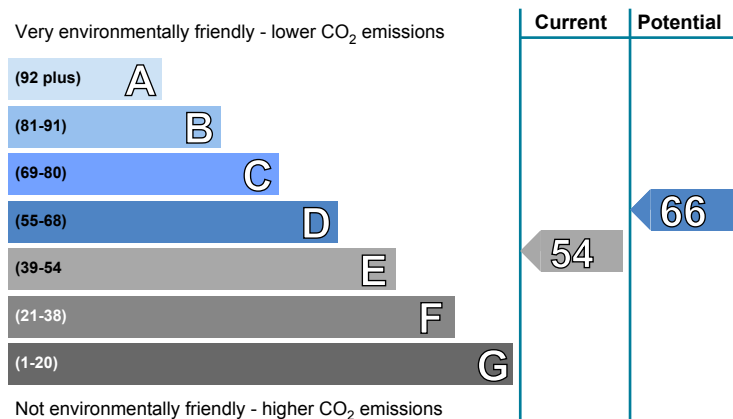 Very environmentally friendly - lower CO₂ emissions
Current
Potential
(92 plus) A
(81-91) B
(69-80) C
(55-68) D
(39-54 E
(21-38) F
(1-20) G
66
54
Not environmentally friendly - higher CO₂ emissions